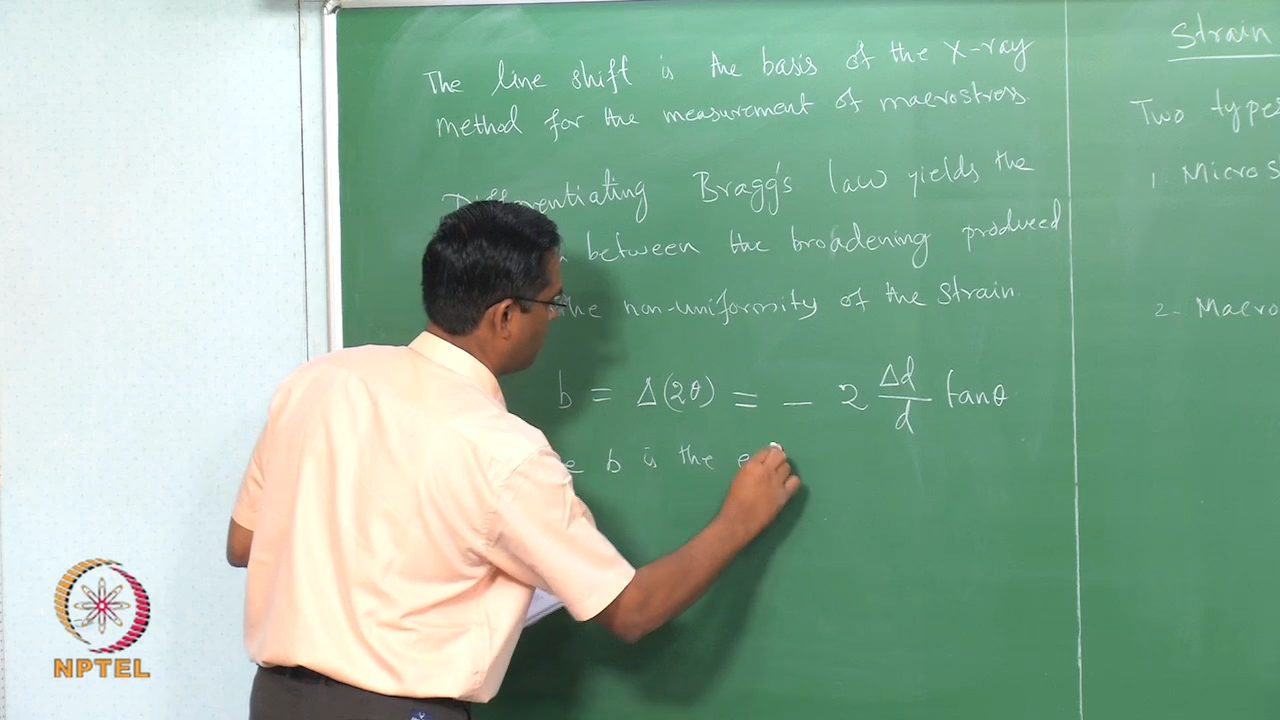 The line shift is the basis of the X-ray
method for the measurement of macrostress
Differentiating Bragg's law yields the
between the broadening produced
the non-uniformity of the strain.
b = Δ(2θ) = - 2 Δd/d tanθ
b is the
Strain
Two types
1. Micros
2- Macro
NPTEL